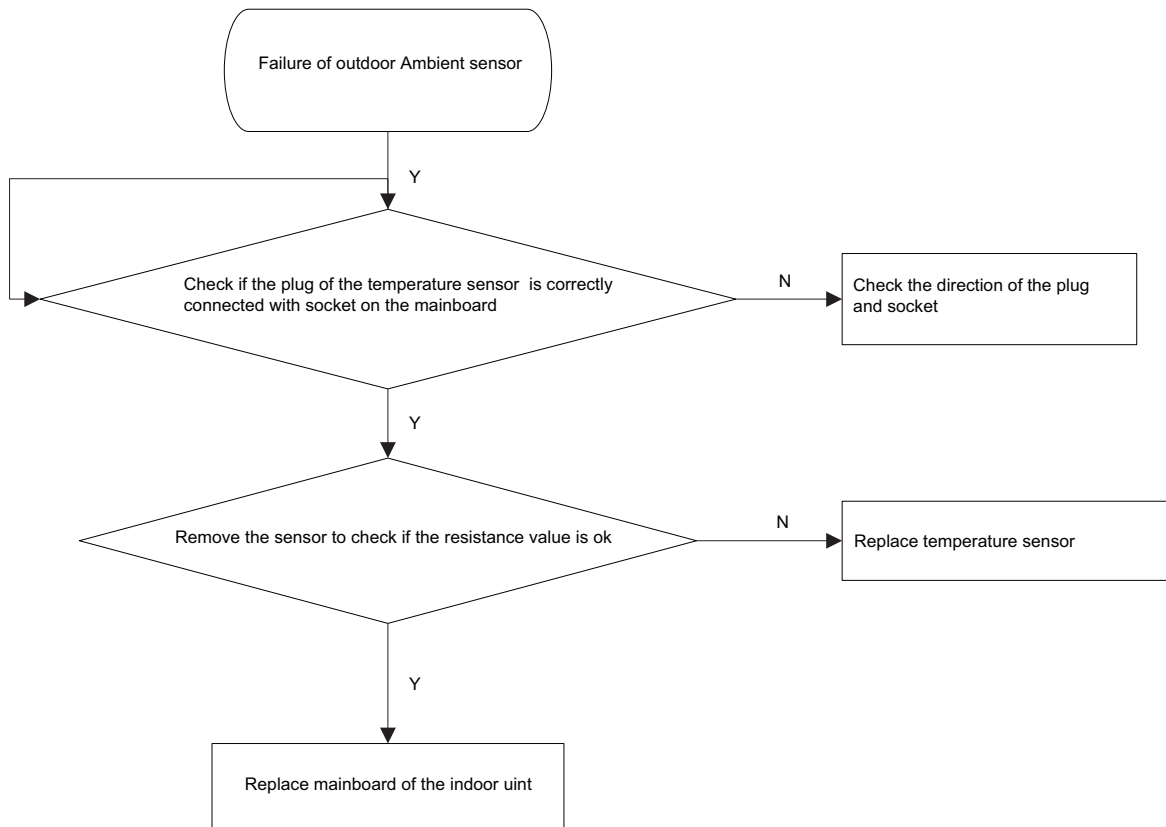 Failure of outdoor Ambient sensor
Y
Check if the plug of the temperature sensor is correctly
connected with socket on the mainboard
N
Check the direction of the plug
and socket
Y
Remove the sensor to check if the resistance value is ok
N
Replace temperature sensor
Y
Replace mainboard of the indoor uint